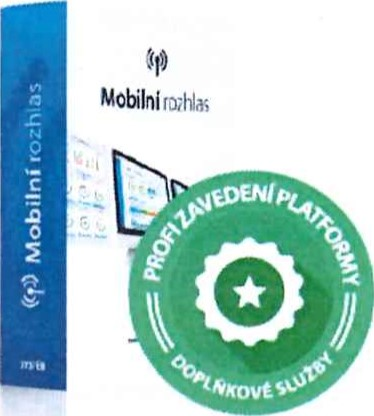 Mobilní rozhlas
Mobilní rozhlas
PROFI ZAVEDENÍ PLATFORMY
DOPLŇKOVÉ SLUŽBY